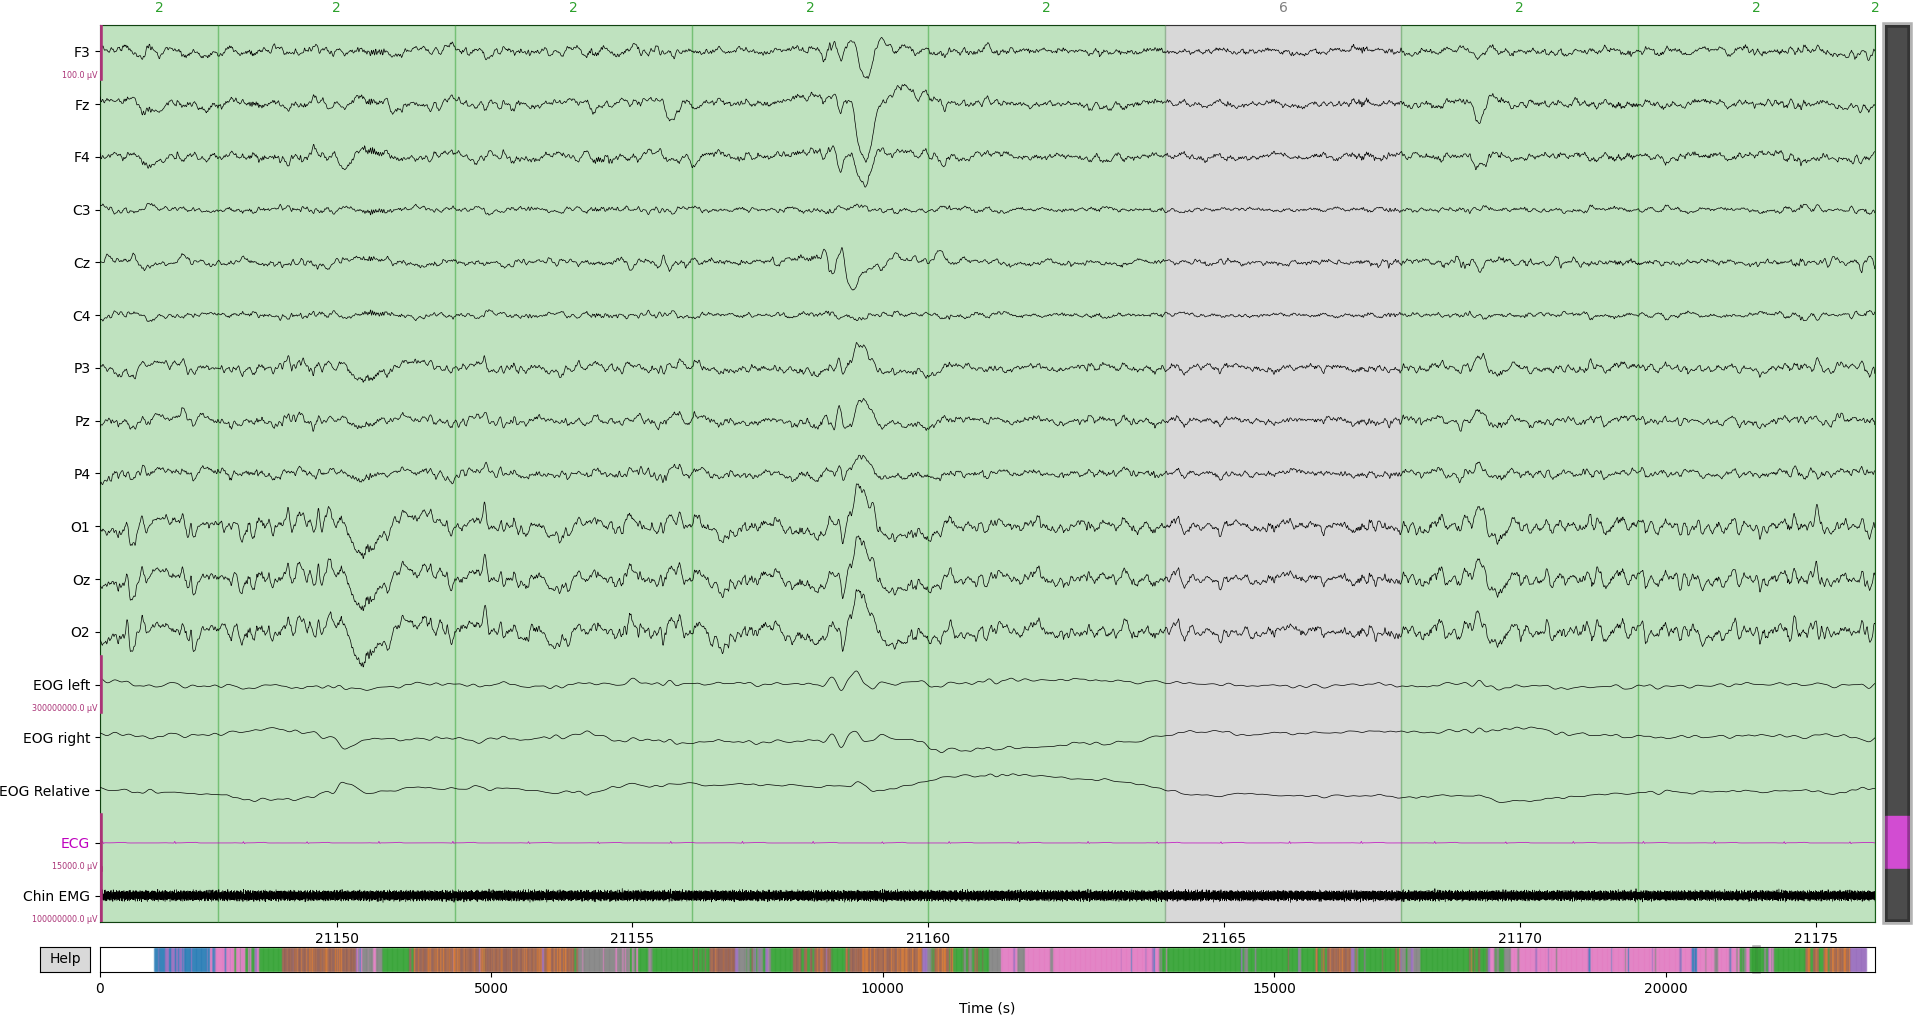 2 2 2 2 2 6 2 2 2
F3
100.0 µV
Fz
F4
C3
Cz
C4
P3
Pz
P4
O1
Oz
O2
EOG left
300000000.0 µV
EOG right
EOG Relative
ECG
15000.0 µV
Chin EMG
100000000.0 µV
21150 21155 21160 21165 21170 21175
Help
0 5000 10000 15000 20000
Time (s)